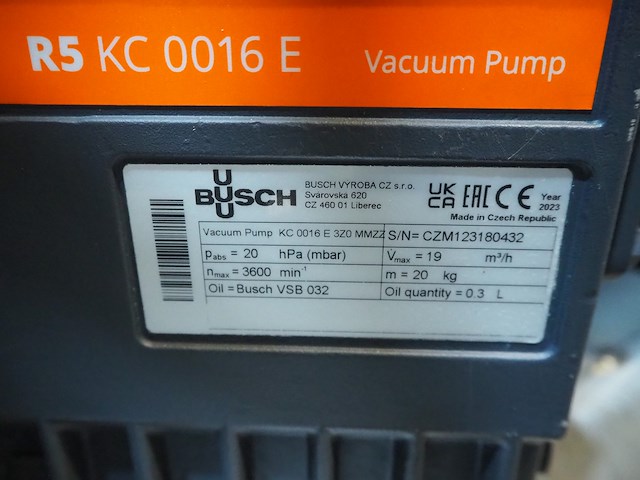 R5 KC 0016 E Vacuum Pump
BUSCH
BUSCH VYROBA CZ s.r.o.
Svarovska 620
CZ 460 01 Liberec
UK CA EAC CE Year 2023
Made in Czech Republic
Vacuum Pump KC 0016 E 3Z0 MMZZ S/N= CZM123180432
pabs = 20 hPa (mbar) V̇max = 19 m³/h
nmax = 3600 min⁻¹ m = 20 kg
Oil = Busch VSB 032 Oil quantity = 0.3 L